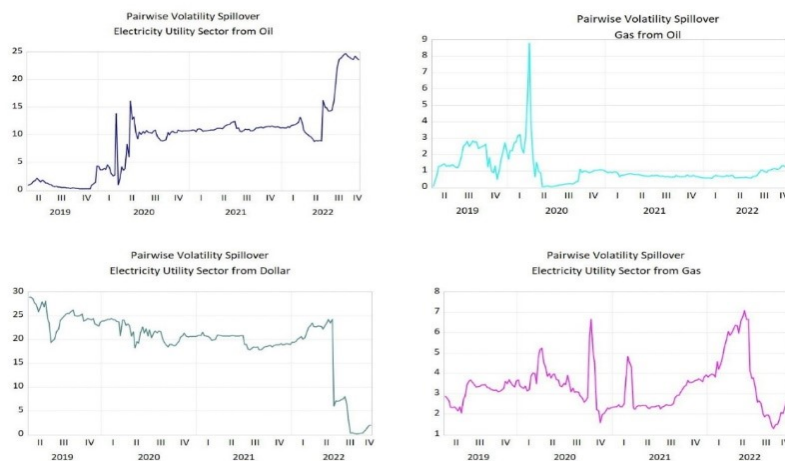 Pairwise Volatility Spillover
Electricity Utility Sector from Oil
25
20
15
10
5
0
II III IV I II III IV I II III IV I II III IV
2019 2020 2021 2022
Pairwise Volatility Spillover
Gas from Oil
9
8
7
6
5
4
3
2
1
0
II III IV I II III IV I II III IV I II III IV
2019 2020 2021 2022
Pairwise Volatility Spillover
Electricity Utility Sector from Dollar
30
25
20
15
10
5
0
II III IV I II III IV I II III IV I II III IV
2019 2020 2021 2022
Pairwise Volatility Spillover
Electricity Utility Sector from Gas
8
7
6
5
4
3
2
1
II III IV I II III IV I II III IV I II III IV
2019 2020 2021 2022